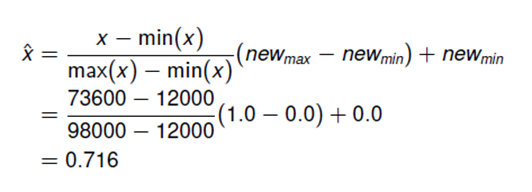 x̂ = x − min(x) / max(x) − min(x) (new_max − new_min) + new_min
= 73600 − 12000 / 98000 − 12000 (1.0 − 0.0) + 0.0
= 0.716